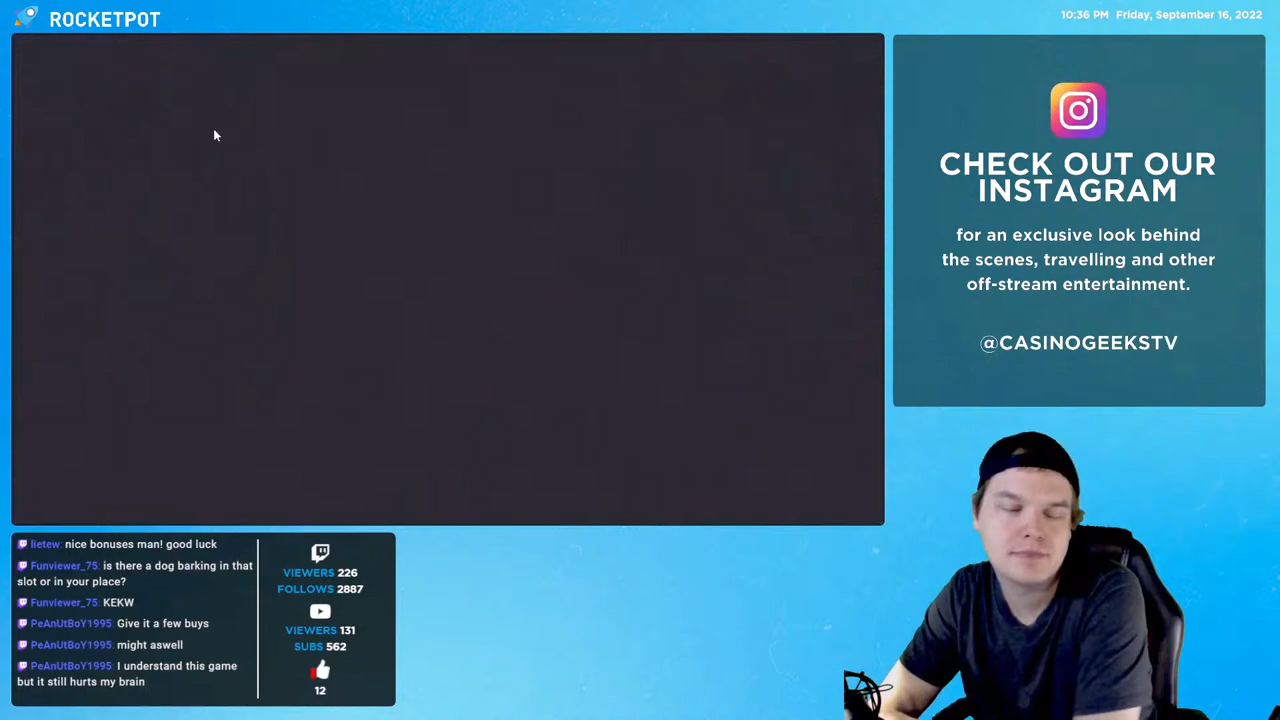 ROCKETPOT
10:36 PM Friday, September 16, 2022
CHECK OUT OUR
INSTAGRAM
for an exclusive look behind
the scenes, travelling and other
off-stream entertainment.
@CASINOGEEKSTV
lietew: nice bonuses man! good luck
Funviewer_75: is there a dog barking in that
slot or in your place?
Funviewer_75: KEKW
PeAnUtBoY1995: Give it a few buys
PeAnUtBoY1995: might aswell
PeAnUtBoY1995: I understand this game
but it still hurts my brain
VIEWERS 226
FOLLOWS 2887
VIEWERS 131
SUBS 562
12